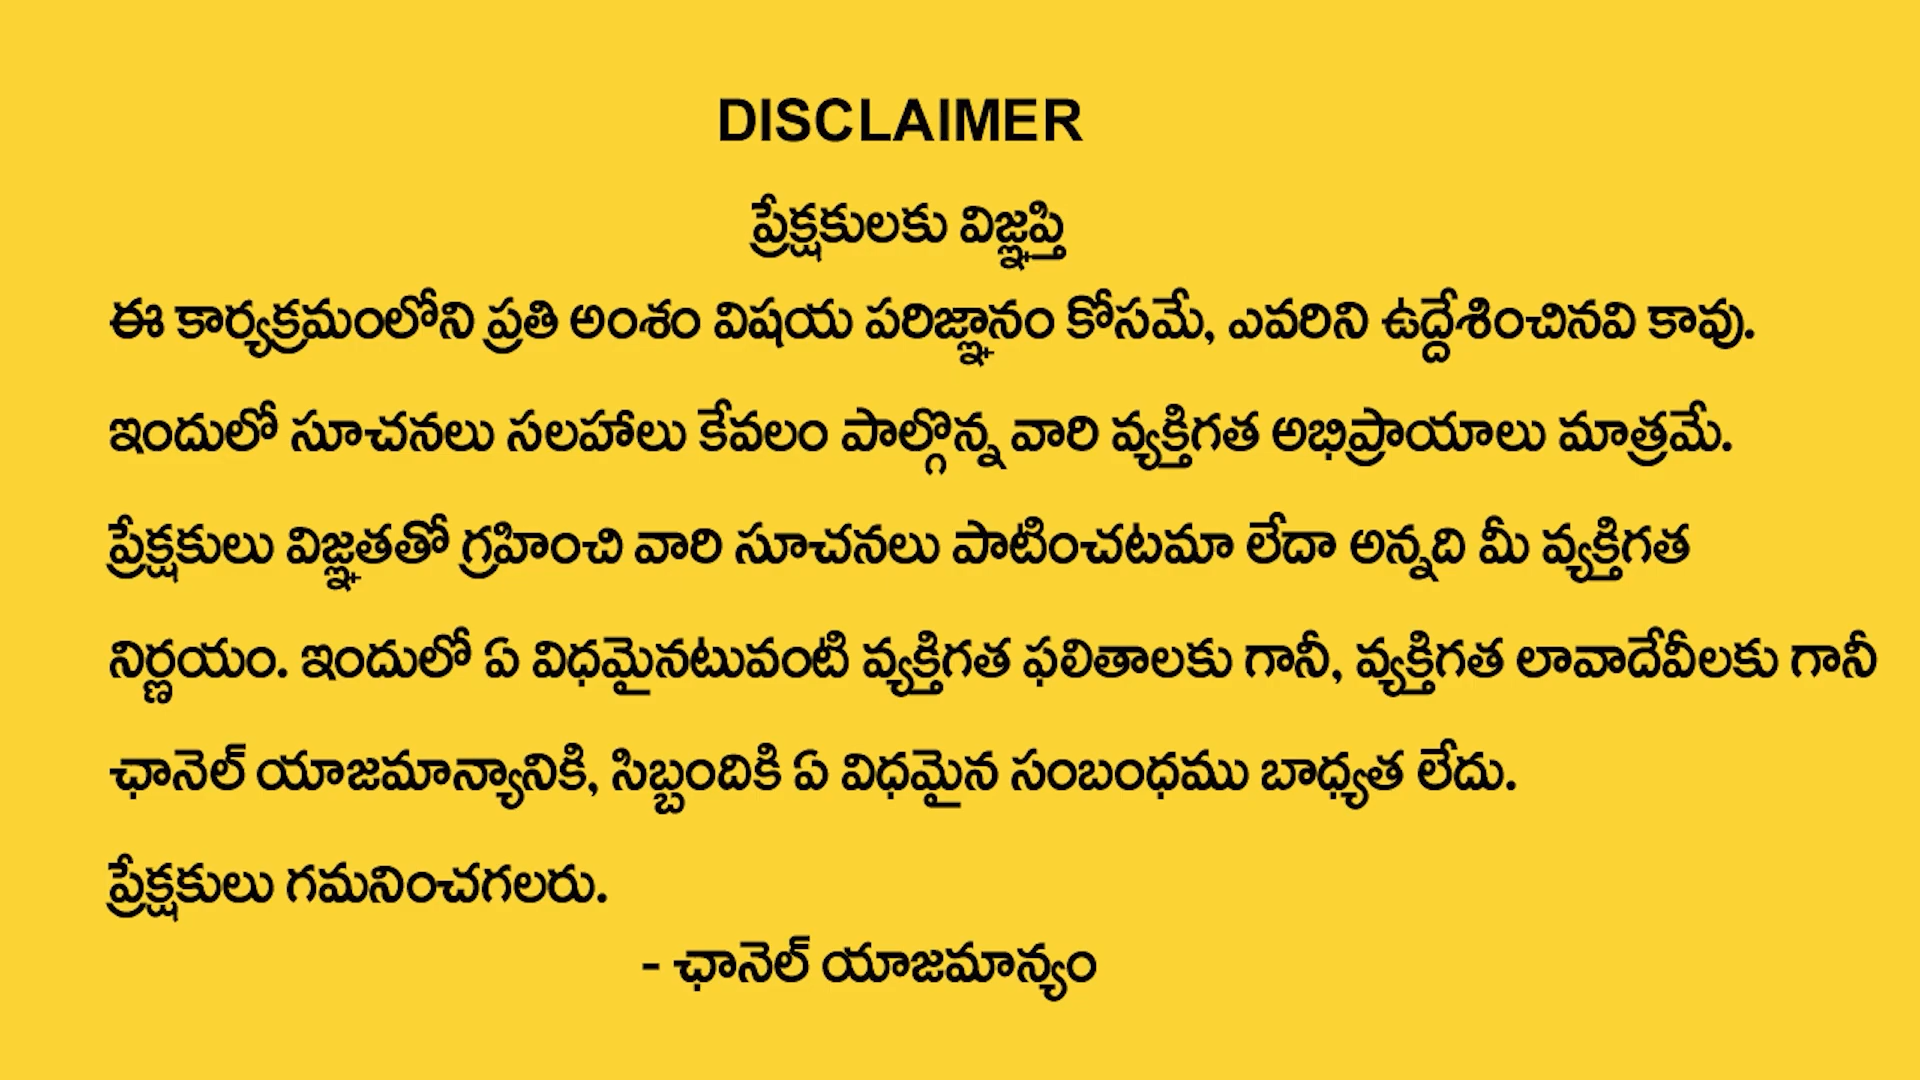 DISCLAIMER
ప్రేక్షకులకు విజ్ఞప్తి
ఈ కార్యక్రమంలోని ప్రతి అంశం విషయ పరిజ్ఞానం కోసమే, ఎవరిని ఉద్దేశించినవి కావు.
ఇందులో సూచనలు సలహాలు కేవలం పాల్గొన్న వారి వ్యక్తిగత అభిప్రాయాలు మాత్రమే.
ప్రేక్షకులు విజ్ఞతతో గ్రహించి వారి సూచనలు పాటించటమా లేదా అన్నది మీ వ్యక్తిగత
నిర్ణయం. ఇందులో ఏ విధమైనటువంటి వ్యక్తిగత ఫలితాలకు గానీ, వ్యక్తిగత లావాదేవీలకు గానీ
ఛానెల్ యాజమాన్యానికి, సిబ్బందికి ఏ విధమైన సంబంధము బాధ్యత లేదు.
ప్రేక్షకులు గమనించగలరు.
- ఛానెల్ యాజమాన్యం